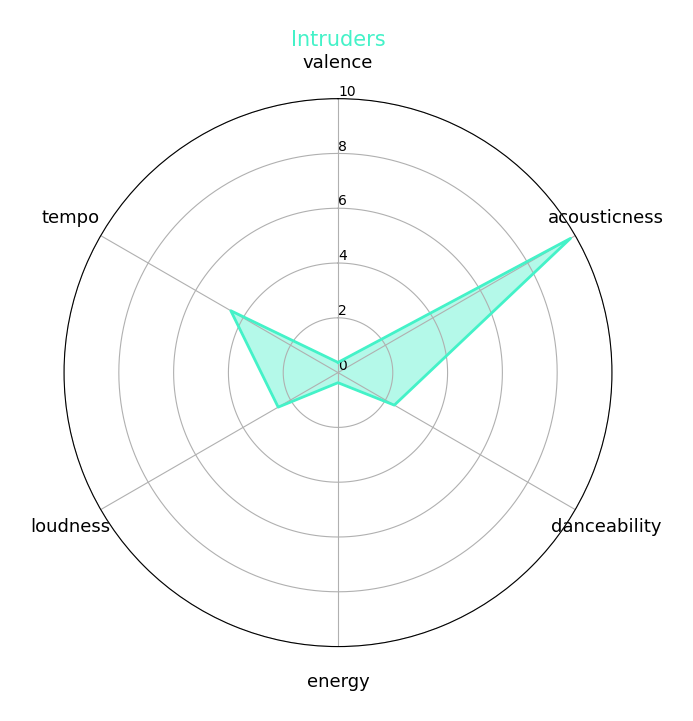 Intruders
valence
10
8
6
4
2
0
tempo
acousticness
loudness
danceability
energy